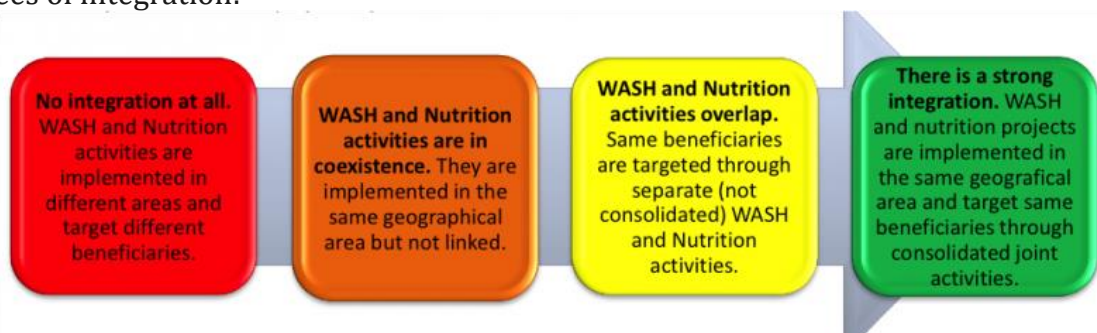 ees of integration.
No integration at all.
WASH and Nutrition
activities are
implemented in
different areas and
target different
beneficiaries.
WASH and Nutrition
activities are in
coexistence. They are
implemented in the
same geographical
area but not linked.
WASH and Nutrition
activities overlap.
Same beneficiaries
are targeted through
separate (not
consolidated) WASH
and Nutrition
activities.
There is a strong
integration. WASH
and nutrition projects
are implemented in
the same geografical
area and target same
beneficiaries through
consolidated joint
activities.